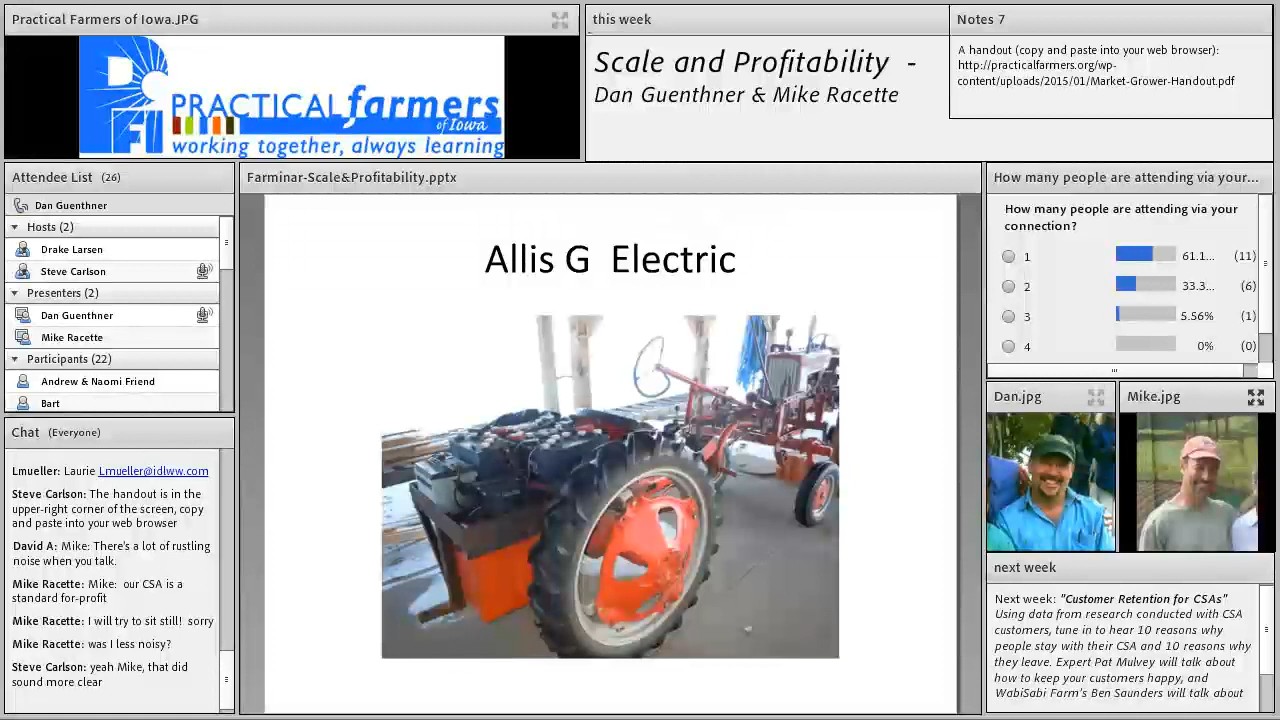 Practical Farmers of Iowa.JPG
PRACTICAL farmers
of Iowa
PFI
working together, always learning
this week
Scale and Profitability -
Dan Guenthner & Mike Racette
Notes 7
A handout (copy and paste into your web browser):
http://practicalfarmers.org/wp-
content/uploads/2015/01/Market-Grower-Handout.pdf
Attendee List (26)
Dan Guenthner
Hosts (2)
Drake Larsen
Steve Carlson
Presenters (2)
Dan Guenthner
Mike Racette
Participants (22)
Andrew & Naomi Friend
Bart
Chat (Everyone)
Lmueller: Laurie Lmueller@idlww.com
Steve Carlson: The handout is in the
upper-right corner of the screen, copy
and paste into your web browser
David A: Mike: There's a lot of rustling
noise when you talk.
Mike Racette: Mike: our CSA is a
standard for-profit
Mike Racette: I will try to sit still! sorry
Mike Racette: was I less noisy?
Steve Carlson: yeah Mike, that did
sound more clear
Farminar-Scale&Profitability.pptx
Allis G Electric
How many people are attending via your...
How many people are attending via your
connection?
1 61.1... (11)
2 33.3... (6)
3 5.56% (1)
4 0% (0)
Dan.jpg
Mike.jpg
next week
Next week: "Customer Retention for CSAs"
Using data from research conducted with CSA
customers, tune in to hear 10 reasons why
people stay with their CSA and 10 reasons why
they leave. Expert Pat Mulvey will talk about
how to keep your customers happy, and
WabiSabi Farm's Ben Saunders will talk about